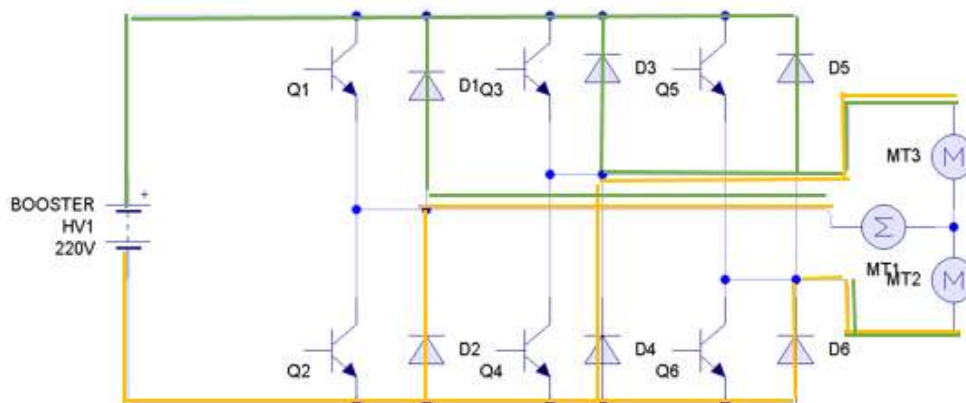 D1
Q3
D3
D5
Q1
Q5
MT3
M
+
BOOSTER
HV1
220V
Σ
MT1
MT2
M
Q2
D2
Q4
D4
Q6
D6